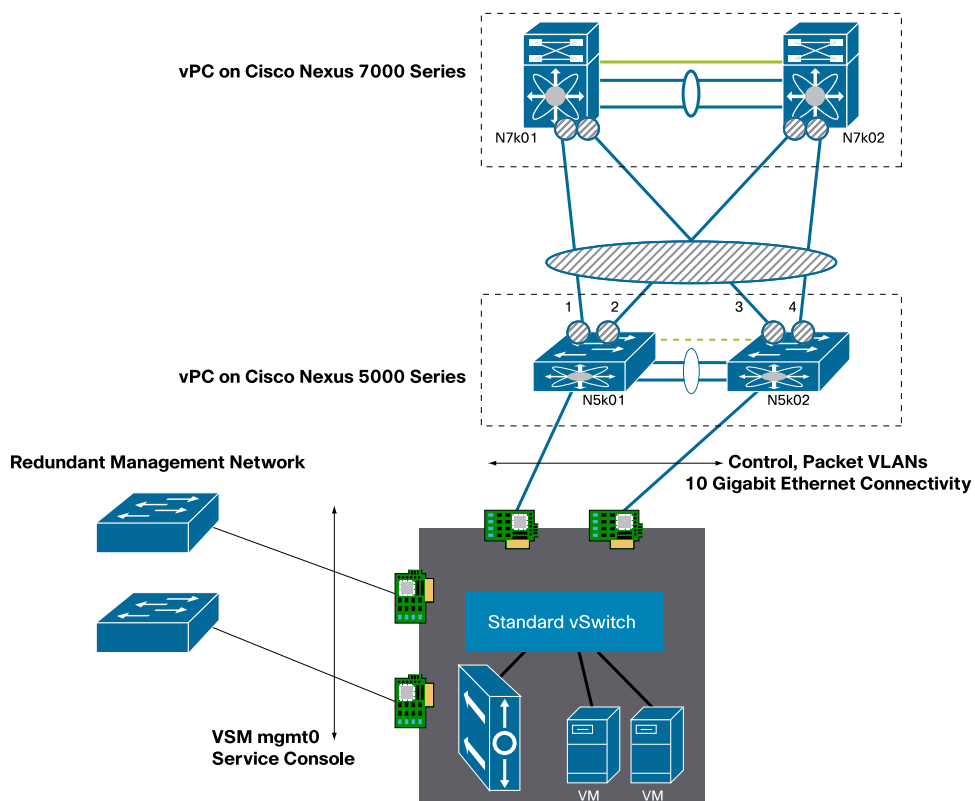 vPC on Cisco Nexus 7000 Series
N7k01
N7k02
1
2
3
4
vPC on Cisco Nexus 5000 Series
N5k01
N5k02
Redundant Management Network
Control, Packet VLANs
10 Gigabit Ethernet Connectivity
Standard vSwitch
VSM mgmt0
Service Console
VM
VM